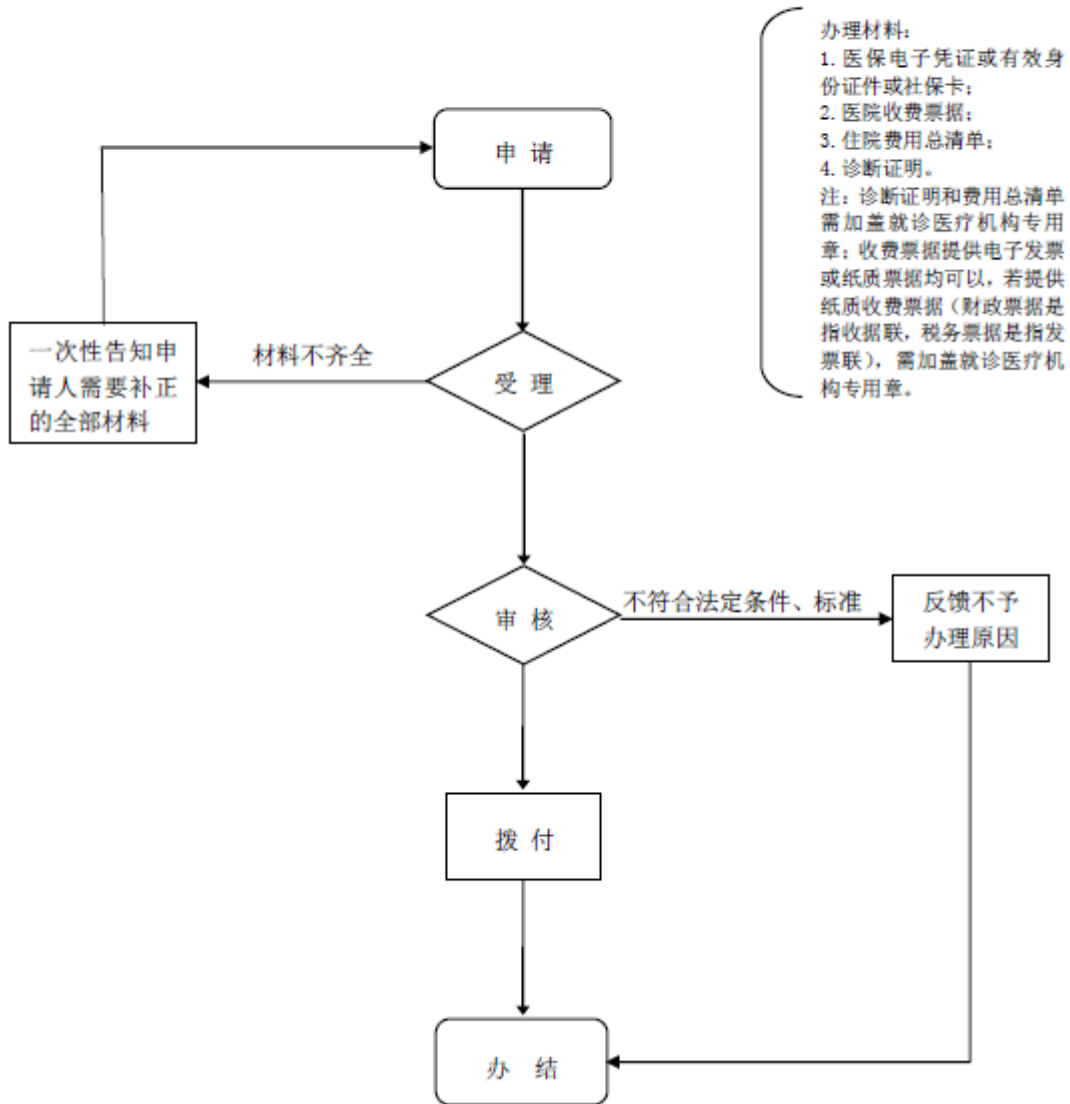 办理材料：
1. 医保电子凭证或有效身
份证件或社保卡；
2. 医院收费票据；
3. 住院费用总清单；
4. 诊断证明。
注：诊断证明和费用总清单
需加盖就诊医疗机构专用
章；收费票据提供电子发票
或纸质票据均可以，若提供
纸质收费票据（财政票据是
指收据联，税务票据是指发
票联），需加盖就诊医疗机
构专用章。
申 请
材料不齐全
一次性告知申
请人需要补正
的全部材料
受 理
审 核
不符合法定条件、标准
反馈不予
办理原因
拨 付
办 结